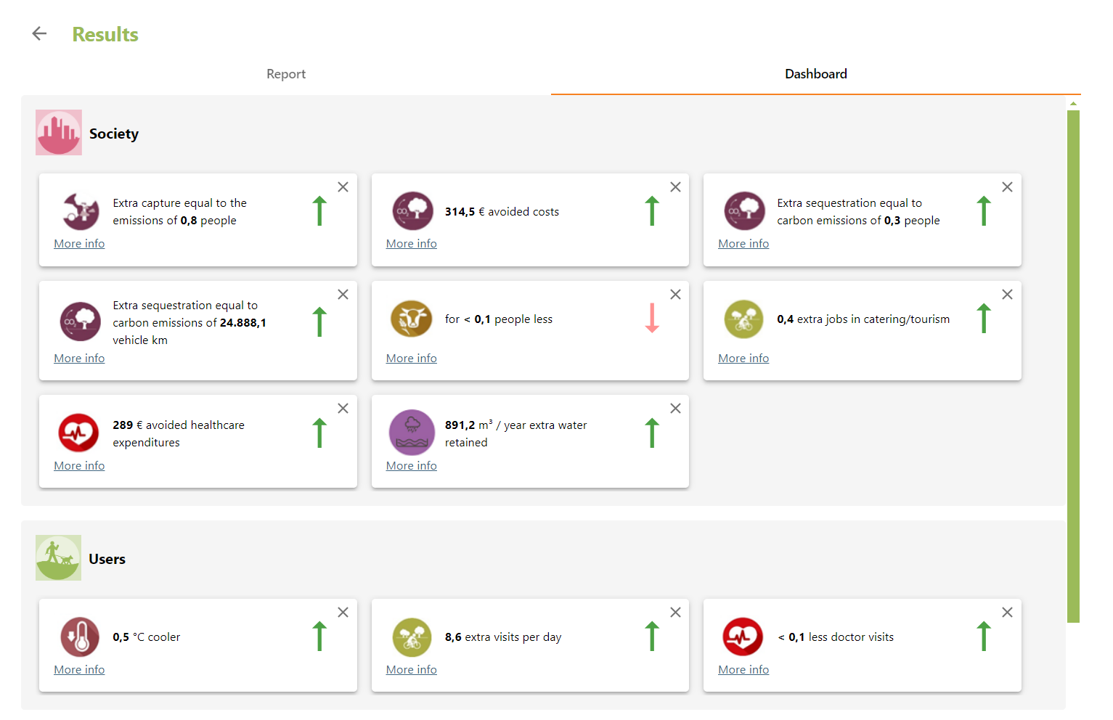 Results
Report
Dashboard
Society
Extra capture equal to the
emissions of 0,8 people
More info
314,5 € avoided costs
More info
Extra sequestration equal to
carbon emissions of 0,3 people
More info
Extra sequestration equal to
carbon emissions of 24.888,1
vehicle km
More info
for < 0,1 people less
More info
0,4 extra jobs in catering/tourism
More info
289 € avoided healthcare
expenditures
More info
891,2 m³ / year extra water
retained
More info
Users
0,5 °C cooler
More info
8,6 extra visits per day
More info
< 0,1 less doctor visits
More info